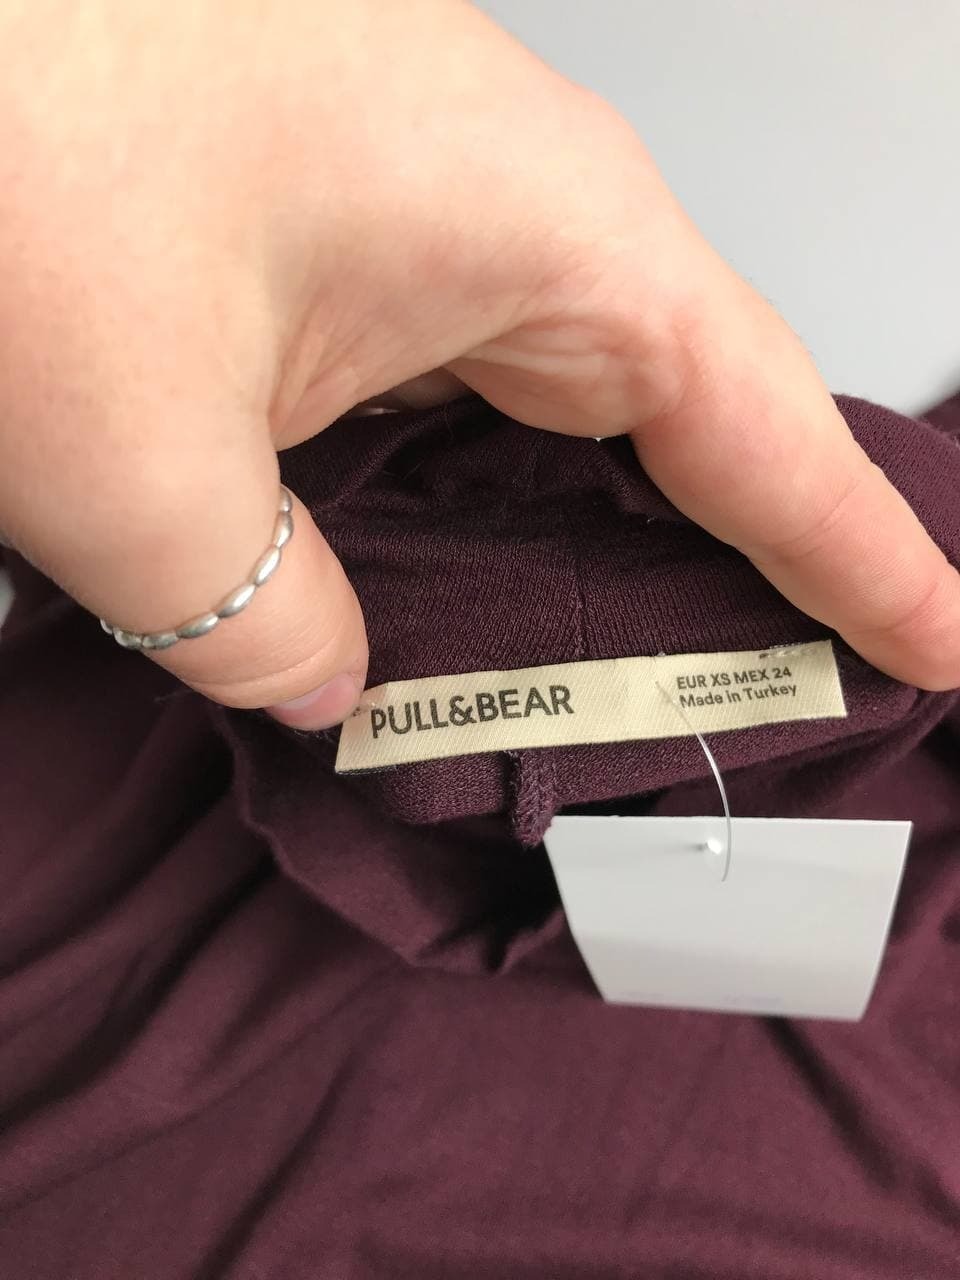 PULL&BEAR
EUR XS MEX 24
Made in Turkey